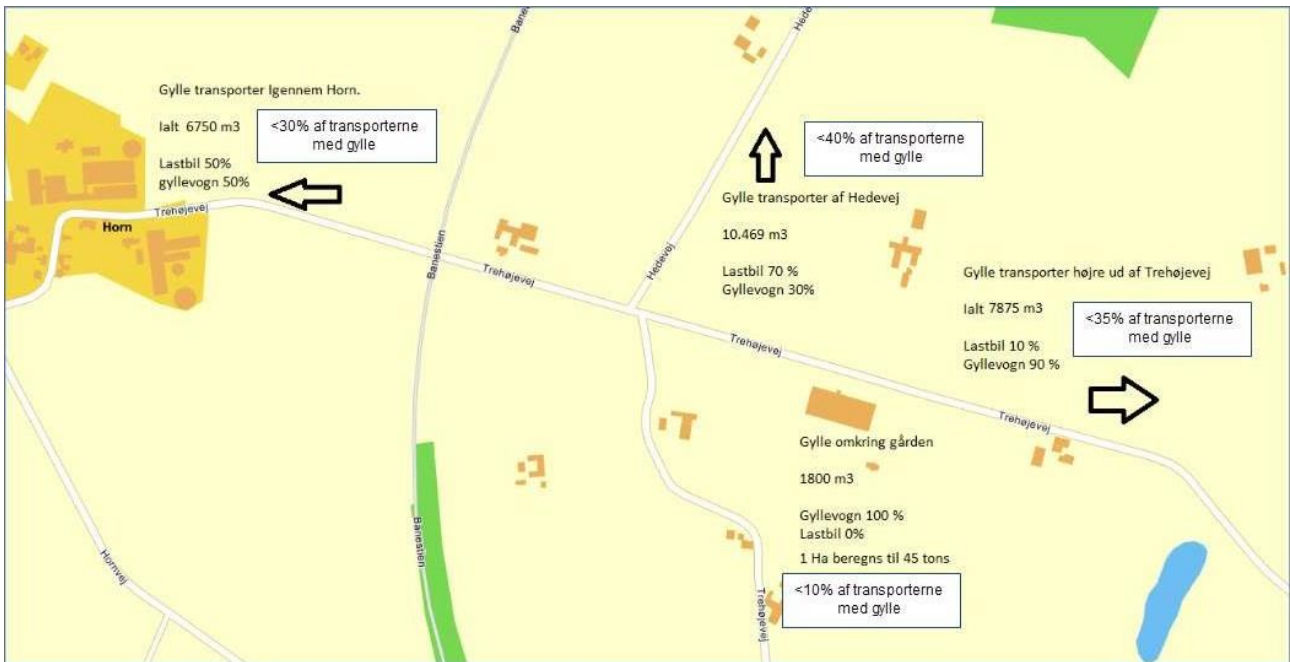 Gylle transporter Igennem Horn.
Ialt 6750 m3
Lastbil 50%
gyllevogn 50%
<30% af transporterne
med gylle
Trehøjevej
Horn
Banestien
Trehøjevej
Hedevej
<40% af transporterne
med gylle
Gylle transporter af Hedevej
10.469 m3
Lastbil 70 %
Gyllevogn 30%
Hedevej
Gylle transporter højre ud af Trehøjevej
Ialt 7875 m3
Lastbil 10 %
Gyllevogn 90 %
<35% af transporterne
med gylle
Trehøjevej
Trehøjevej
Gylle omkring gården
1800 m3
Gyllevogn 100 %
Lastbil 0%
1 Ha beregns til 45 tons
<10% af transporterne
med gylle
Banestien
Hornvej
Trehøjevej